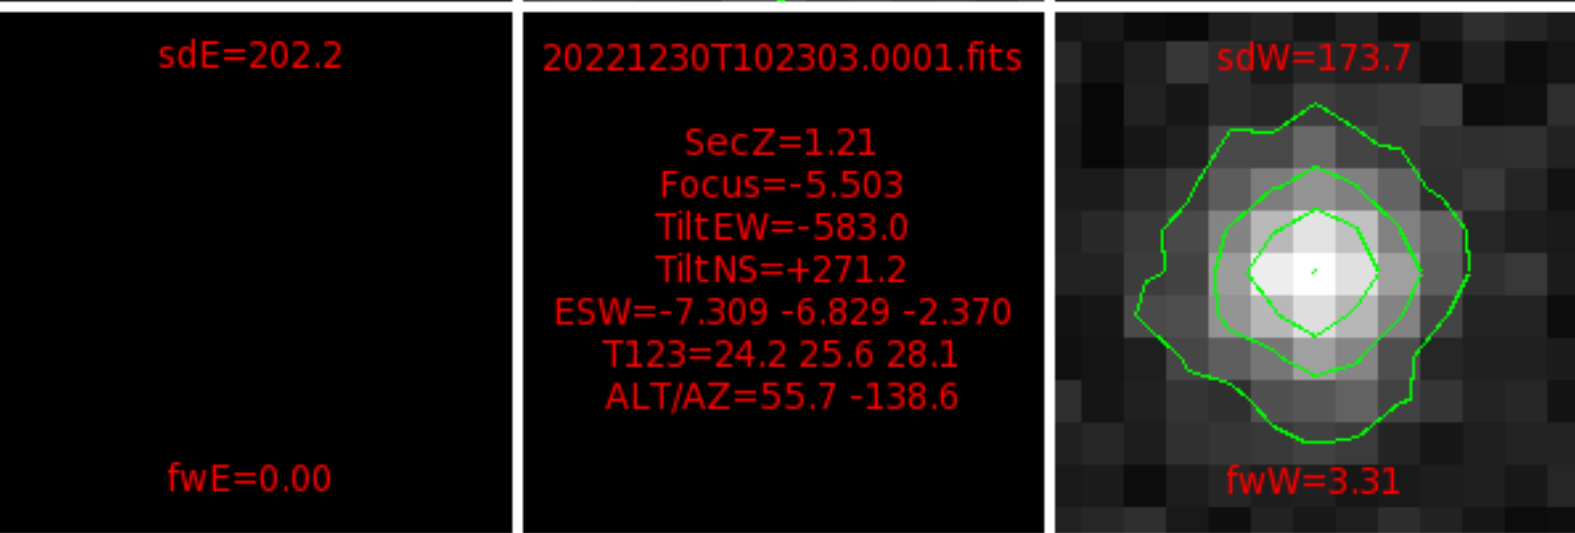 sdE=202.2
fwE=0.00
20221230T102303.0001.fits
SecZ=1.21
Focus=-5.503
TiltEW=-583.0
TiltNS=+271.2
ESW=-7.309 -6.829 -2.370
T123=24.2 25.6 28.1
ALT/AZ=55.7 -138.6
sdW=173.7
fwW=3.31